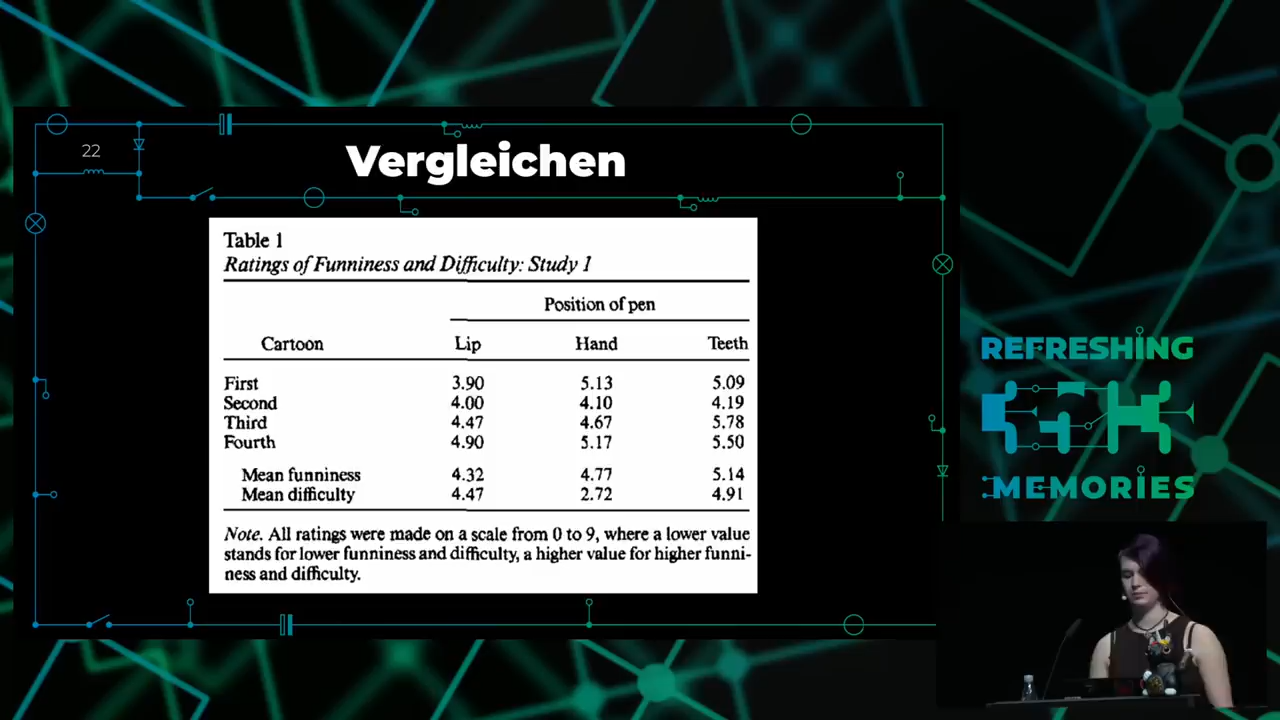 22
Vergleichen
Table 1
Ratings of Funniness and Difficulty: Study 1
Position of pen
Cartoon Lip Hand Teeth
First 3.90 5.13 5.09
Second 4.00 4.10 4.19
Third 4.47 4.67 5.78
Fourth 4.90 5.17 5.50
Mean funniness 4.32 4.77 5.14
Mean difficulty 4.47 2.72 4.91
Note. All ratings were made on a scale from 0 to 9, where a lower value
stands for lower funniness and difficulty, a higher value for higher funni-
ness and difficulty.
REFRESHING
MEMORIES